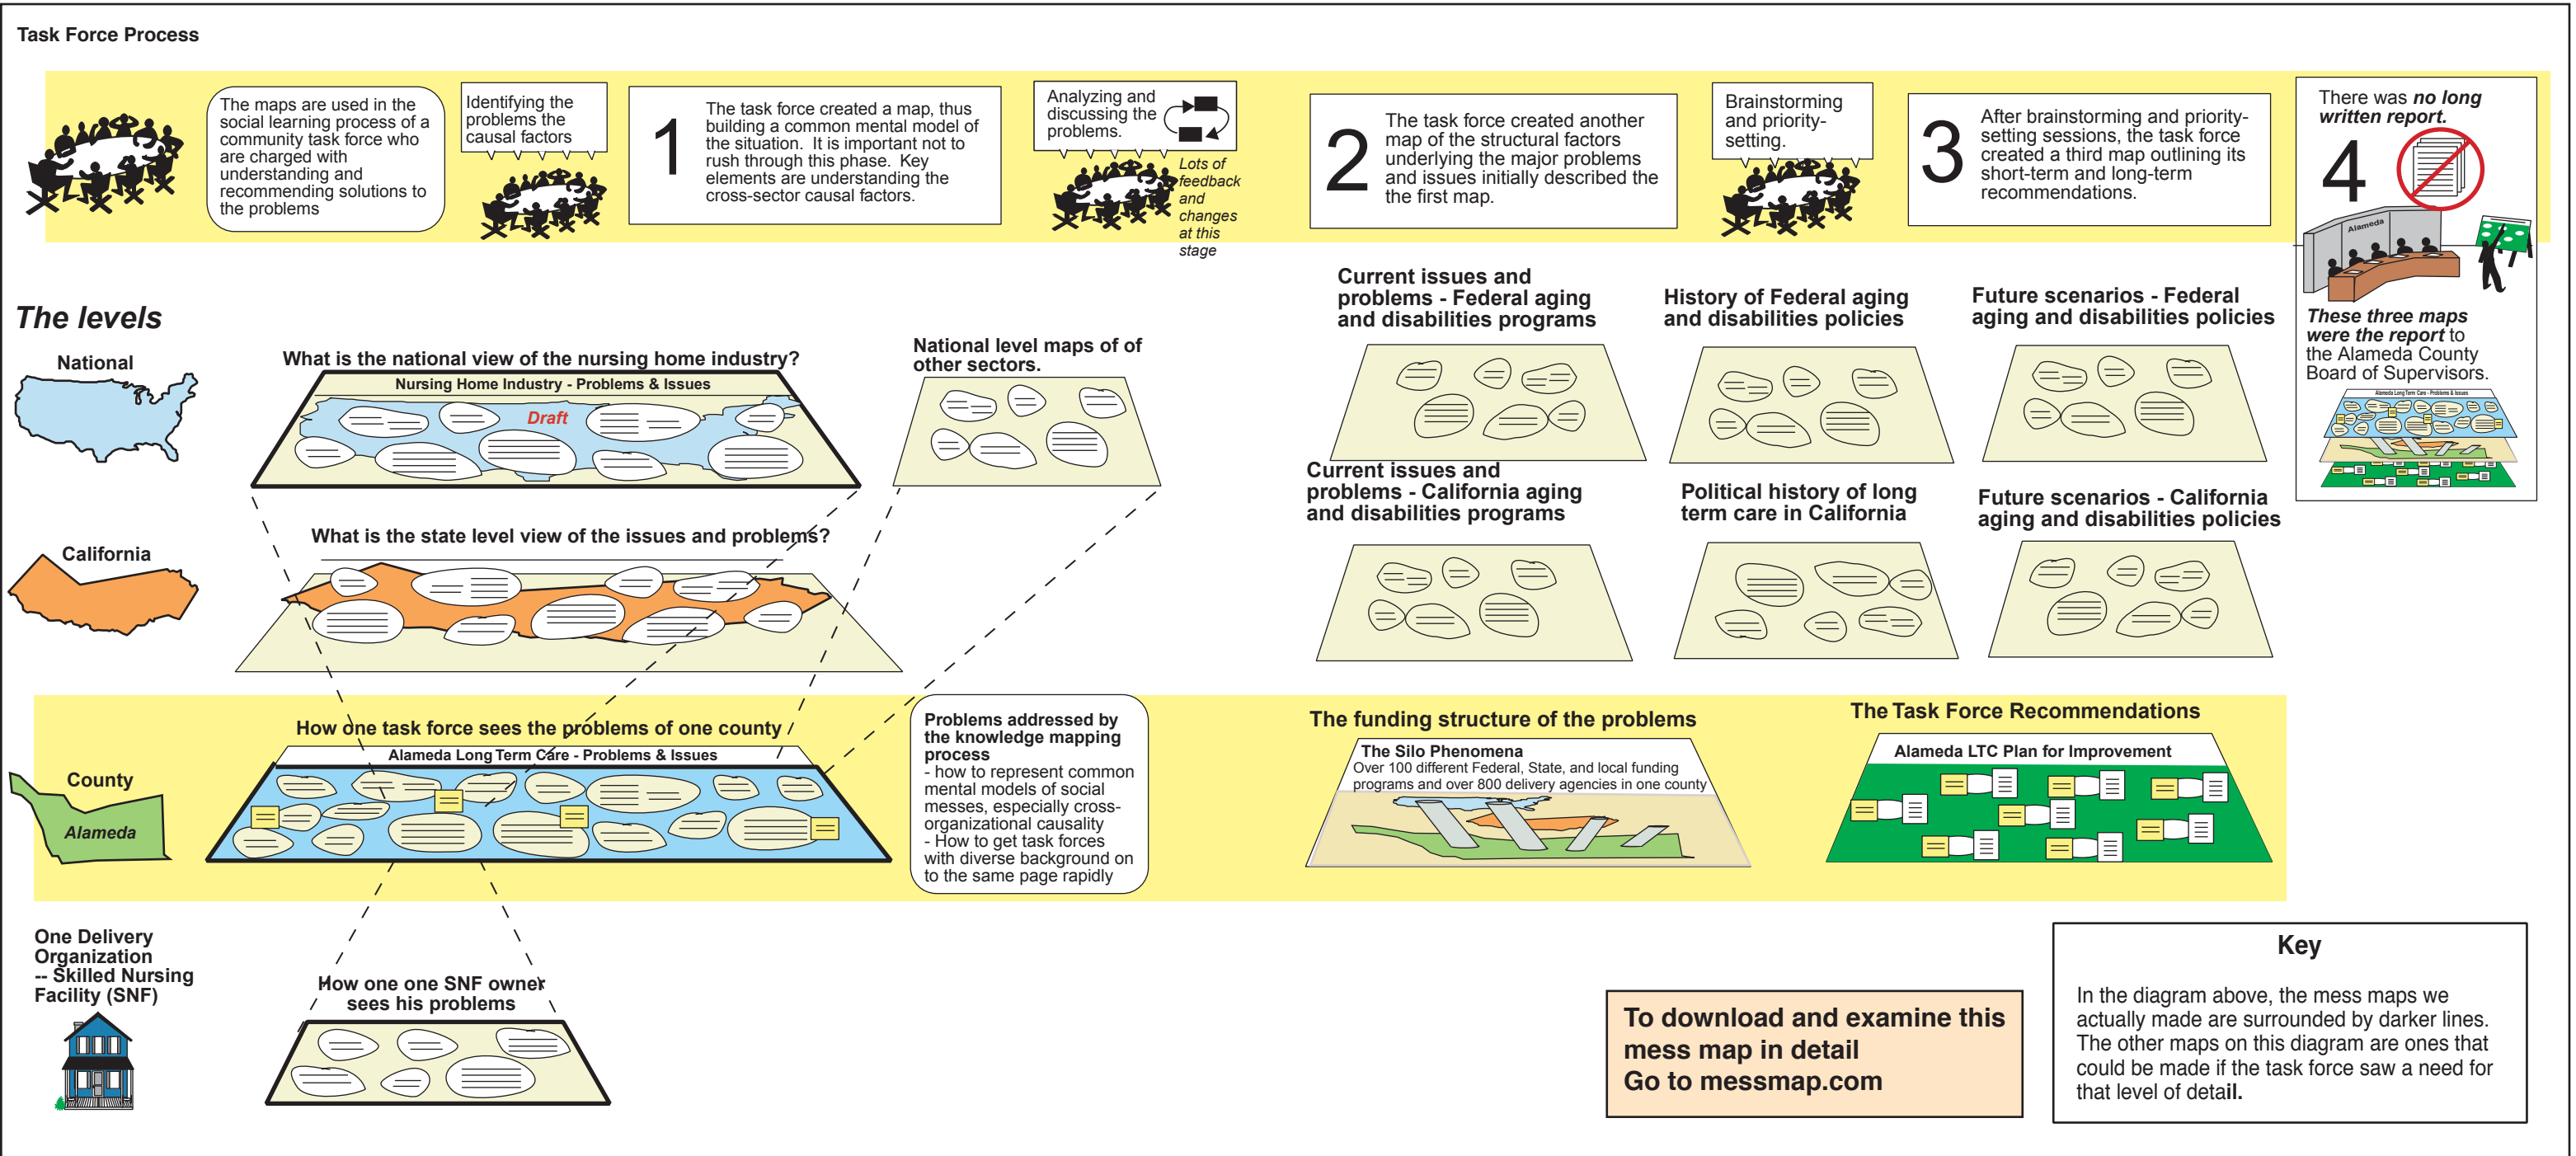 Task Force Process
The maps are used in the
social learning process of a
community task force who
are charged with
understanding and
recommending solutions to
the problems
Identifying the
problems the
causal factors
1
The task force created a map, thus
building a common mental model of
the situation. It is important not to
rush through this phase. Key
elements are understanding the
cross-sector causal factors.
Analyzing and
discussing the
problems.
Lots of
feedback
and
changes
at this
stage
2
The task force created another
map of the structural factors
underlying the major problems
and issues initially described the
the first map.
Brainstorming
and priority-
setting.
3
After brainstorming and priority-
setting sessions, the task force
created a third map outlining its
short-term and long-term
recommendations.
There was no long
written report.
4
Alameda
These three maps
were the report to
the Alameda County
Board of Supervisors.
Alameda Long Term Care - Problems & Issues
The levels
National
What is the national view of the nursing home industry?
Nursing Home Industry - Problems & Issues
Draft
National level maps of of
other sectors.
Current issues and
problems - Federal aging
and disabilities programs
History of Federal aging
and disabilities policies
Future scenarios - Federal
aging and disabilities policies
California
What is the state level view of the issues and problems?
Current issues and
problems - California aging
and disabilities programs
Political history of long
term care in California
Future scenarios - California
aging and disabilities policies
County
Alameda
How one task force sees the problems of one county
Alameda Long Term Care - Problems & Issues
Problems addressed by
the knowledge mapping
process
- how to represent common
mental models of social
messes, especially cross-
organizational causality
- How to get task forces
with diverse background on
to the same page rapidly
The funding structure of the problems
The Silo Phenomena
Over 100 different Federal, State, and local funding
programs and over 800 delivery agencies in one county
The Task Force Recommendations
Alameda LTC Plan for Improvement
One Delivery
Organization
-- Skilled Nursing
Facility (SNF)
How one one SNF owner
sees his problems
To download and examine this
mess map in detail
Go to messmap.com
Key
In the diagram above, the mess maps we
actually made are surrounded by darker lines.
The other maps on this diagram are ones that
could be made if the task force saw a need for
that level of detail.